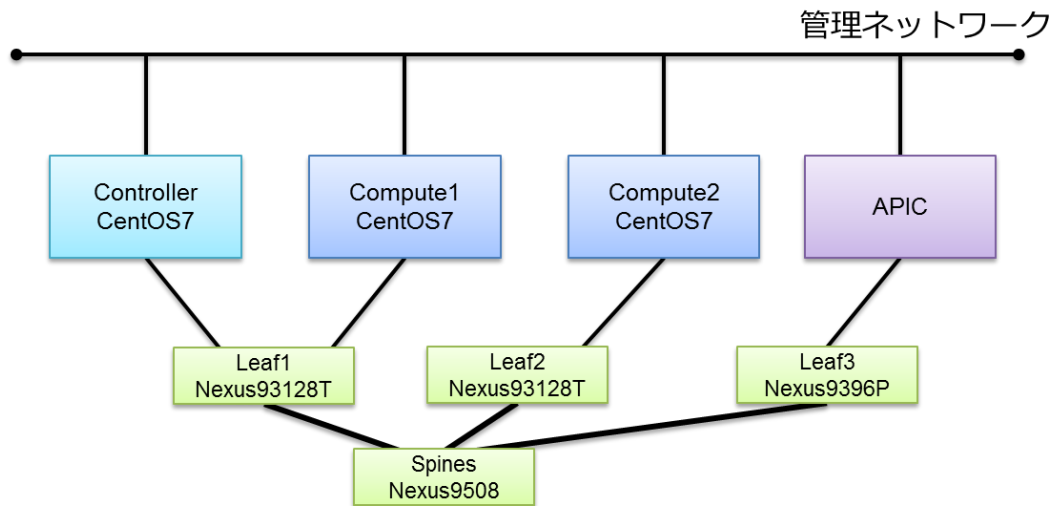 管理ネットワーク
Controller
CentOS7
Compute1
CentOS7
Compute2
CentOS7
APIC
Leaf1
Nexus93128T
Leaf2
Nexus93128T
Leaf3
Nexus9396P
Spines
Nexus9508